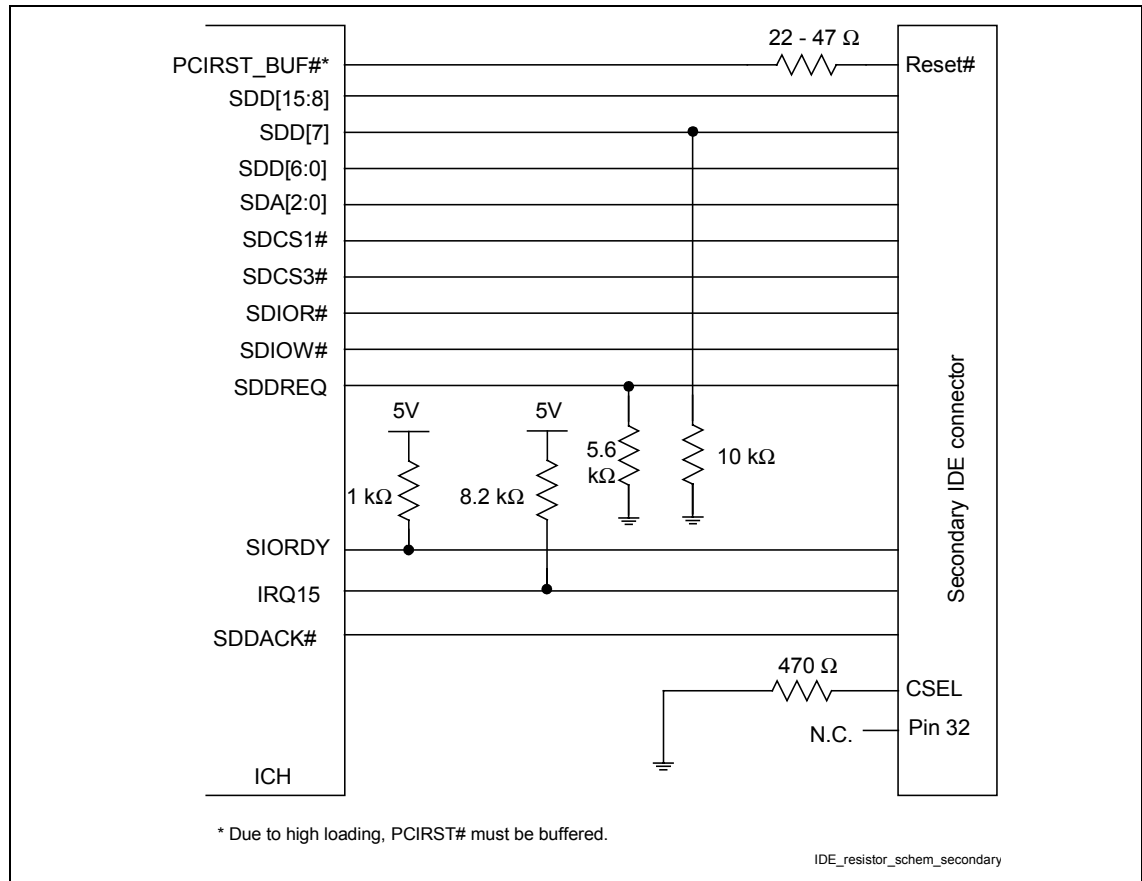 22 - 47 Ω
PCIRST_BUF#*
Reset#
SDD[15:8]
SDD[7]
SDD[6:0]
SDA[2:0]
SDCS1#
SDCS3#
SDIOR#
SDIOW#
SDDREQ
5V
5V
1 kΩ
8.2 kΩ
5.6
kΩ
10 kΩ
SIORDY
IRQ15
SDDACK#
Secondary IDE connector
470 Ω
CSEL
N.C.
Pin 32
ICH
* Due to high loading, PCIRST# must be buffered.
IDE_resistor_schem_secondary